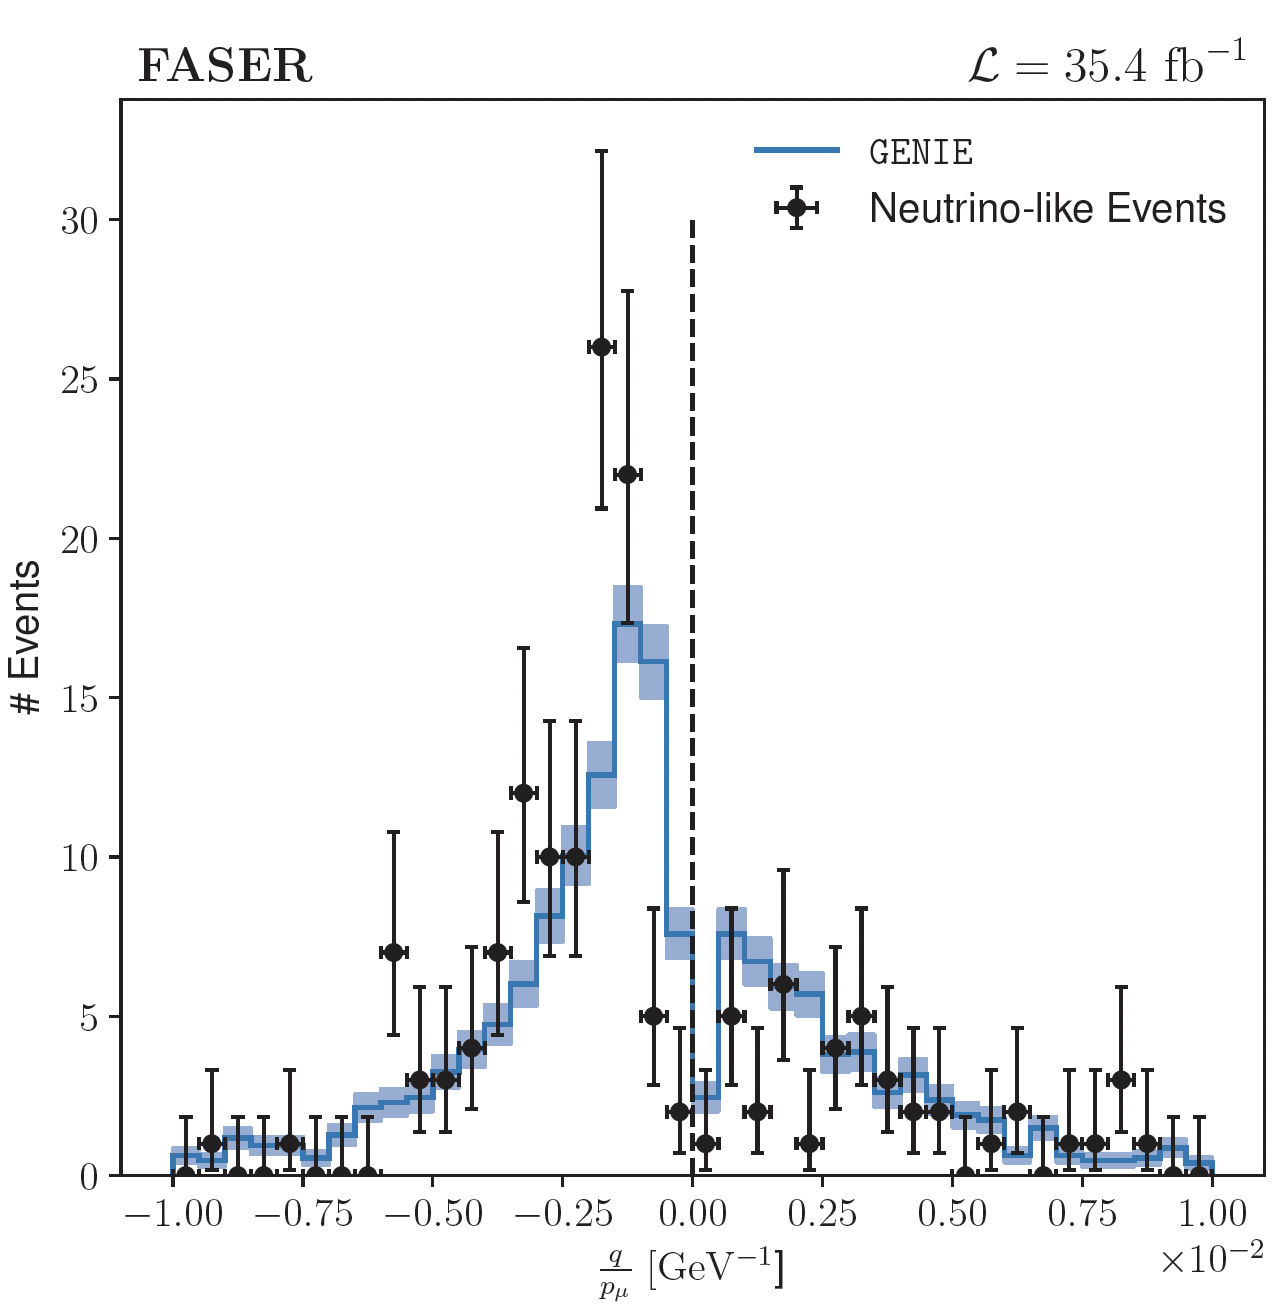 FASER
𝓛 = 35.4 fb⁻¹
GENIE
Neutrino-like Events
30
25
20
15
10
5
0
# Events
−1.00 −0.75 −0.50 −0.25 0.00 0.25 0.50 0.75 1.00
×10⁻²
q/p_μ [GeV⁻¹]